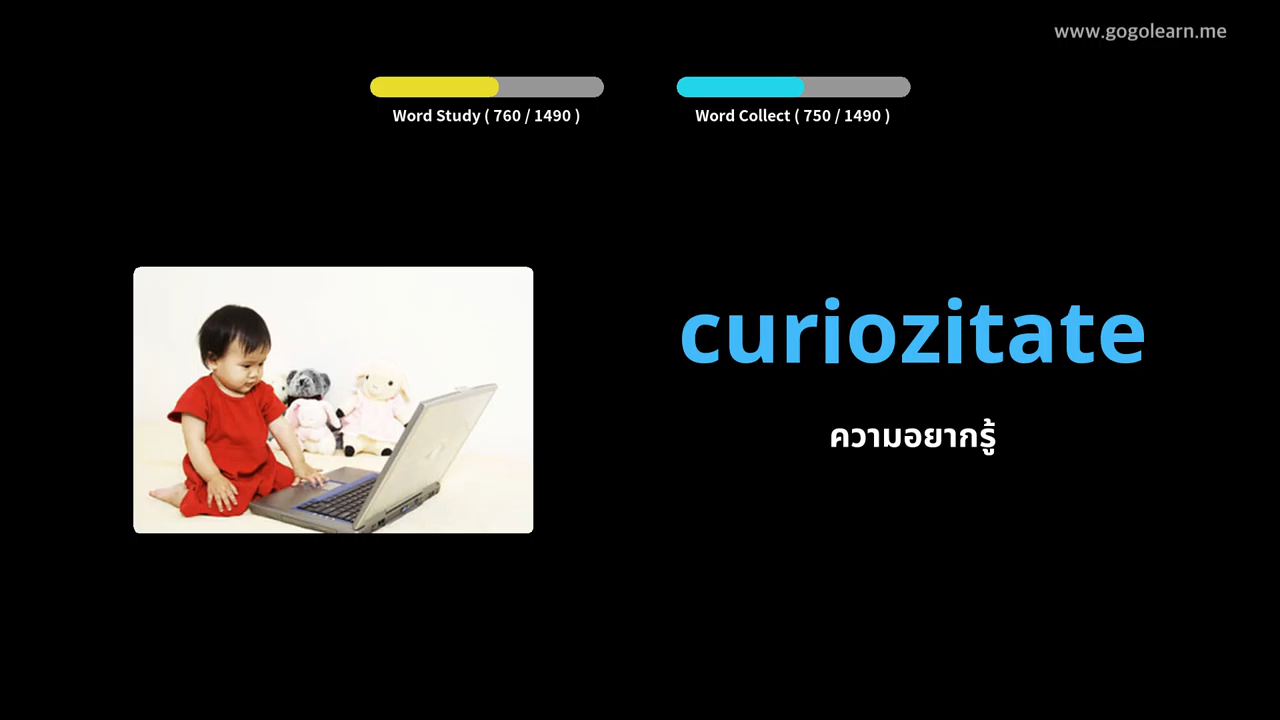 www.gogolearn.me
Word Study ( 760 / 1490 )
Word Collect ( 750 / 1490 )
curiozitate
ความอยากรู้